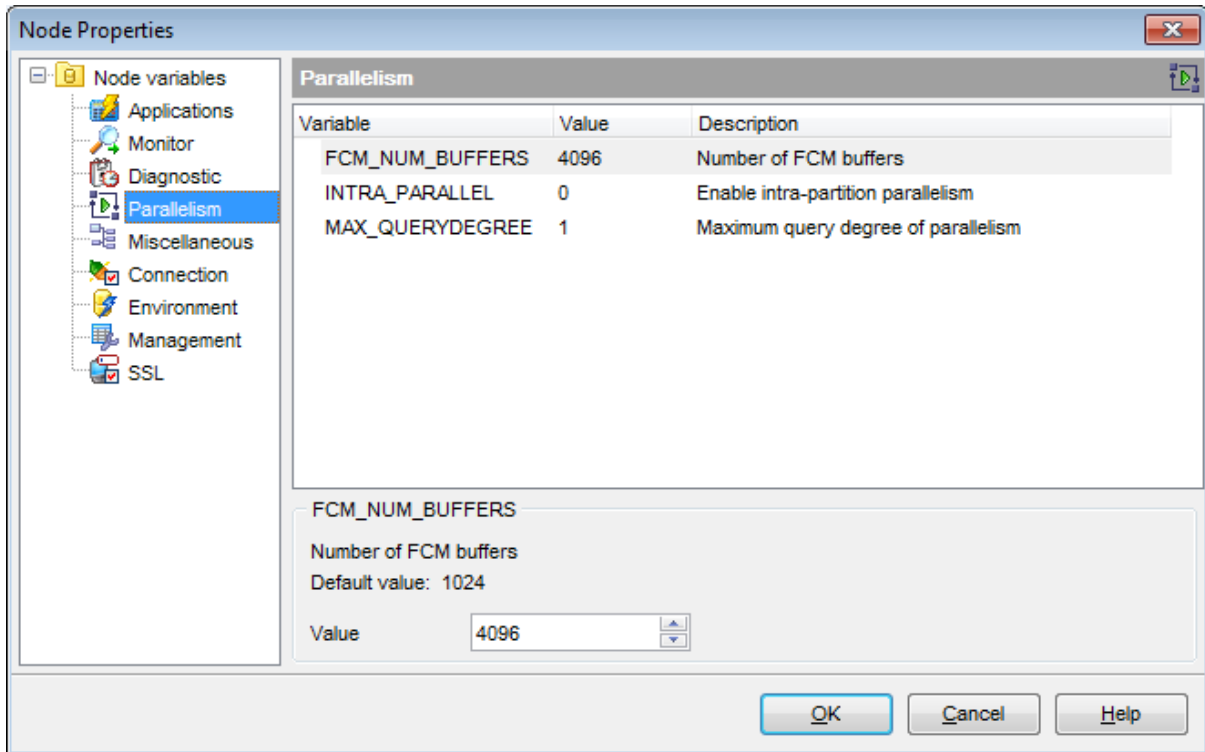 Node Properties
Node variables
Applications
Monitor
Diagnostic
Parallelism
Miscellaneous
Connection
Environment
Management
SSL
Parallelism
Variable Value Description
FCM_NUM_BUFFERS 4096 Number of FCM buffers
INTRA_PARALLEL 0 Enable intra-partition parallelism
MAX_QUERYDEGREE 1 Maximum query degree of parallelism
FCM_NUM_BUFFERS
Number of FCM buffers
Default value: 1024
Value 4096
OK Cancel Help